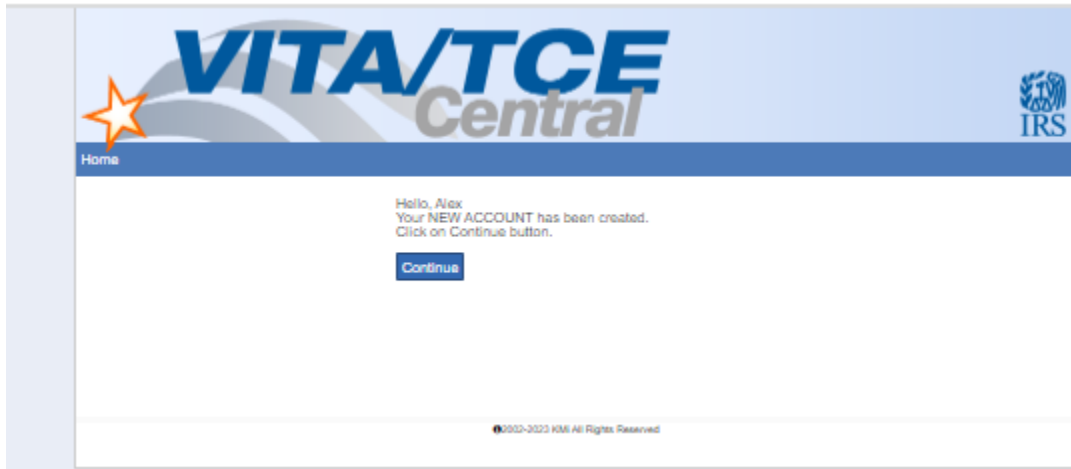 VITA/TCE
Central
IRS
Home
Hello, Alex
Your NEW ACCOUNT has been created.
Click on Continue button.
Continue
2002-2023 KMI All Rights Reserved